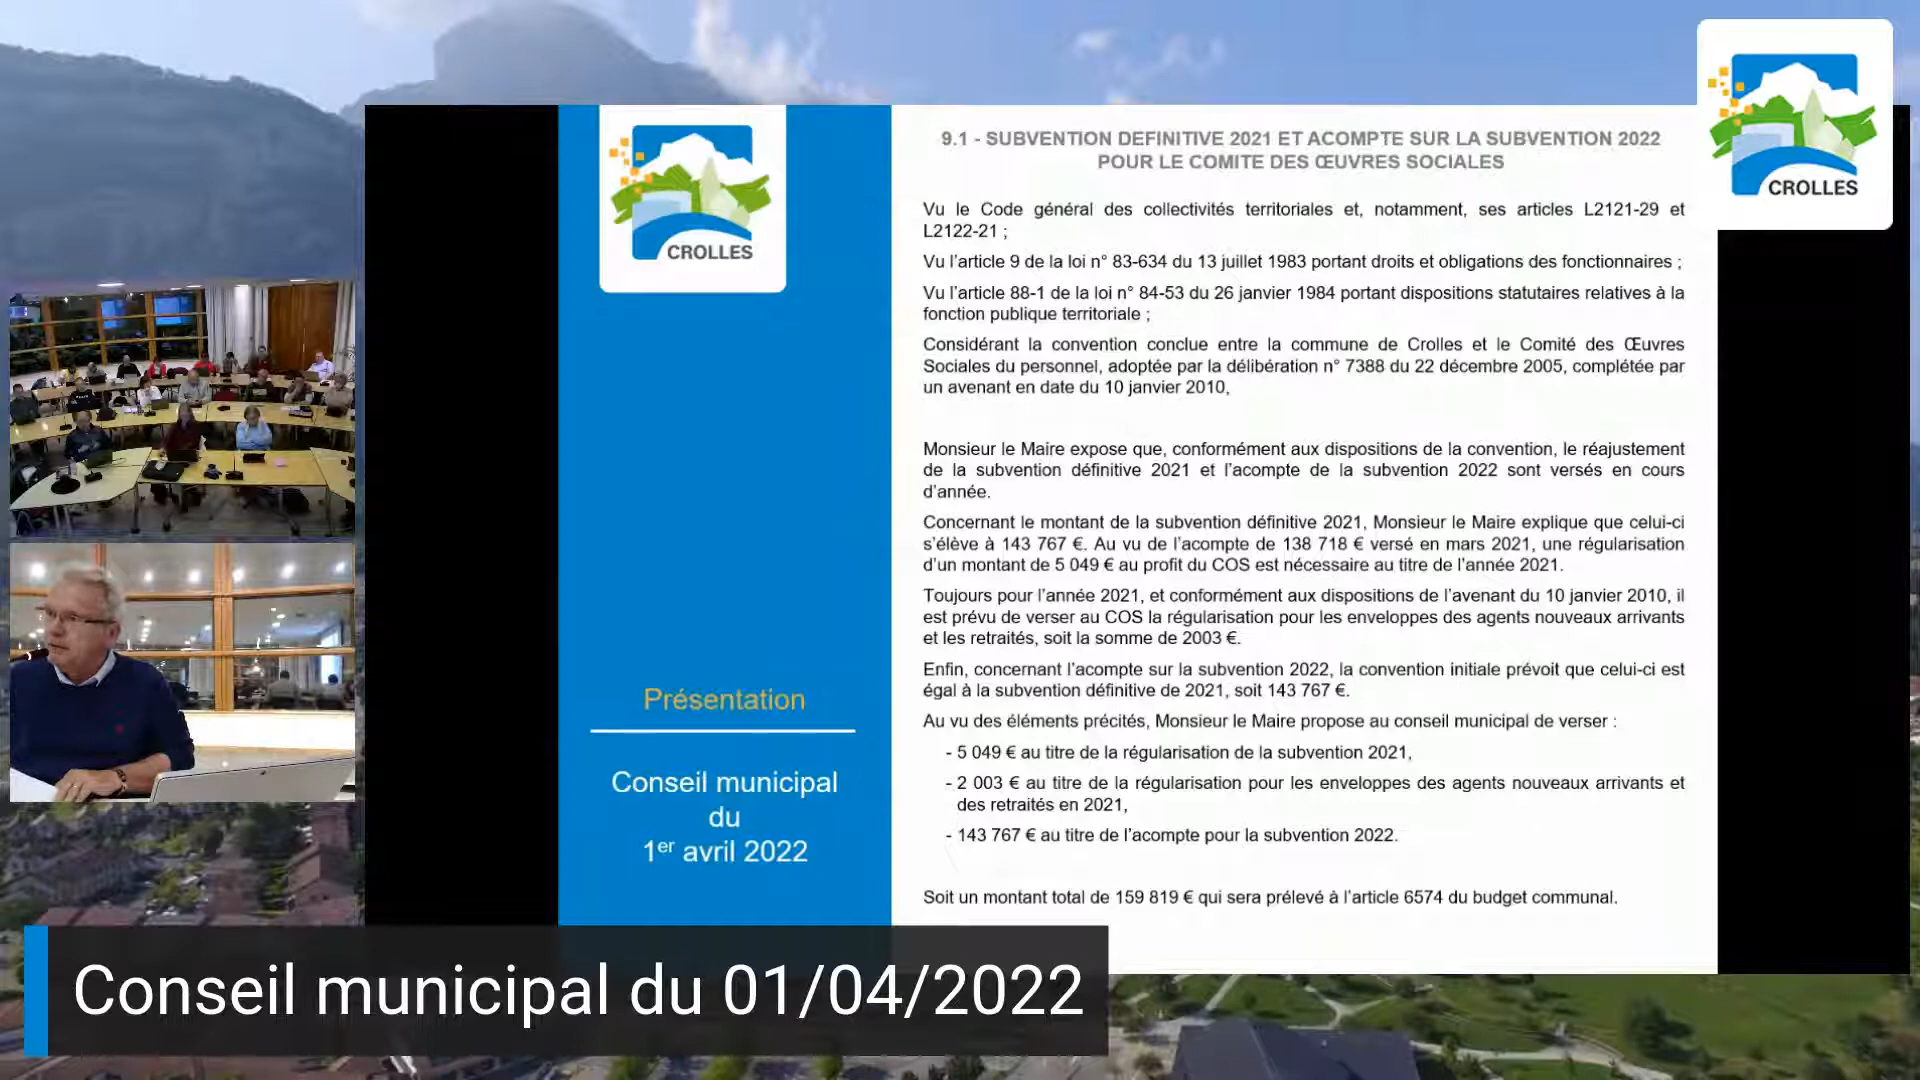 CROLLES
CROLLES
9.1 - SUBVENTION DEFINITIVE 2021 ET ACOMPTE SUR LA SUBVENTION 2022
POUR LE COMITE DES ŒUVRES SOCIALES
Vu le Code général des collectivités territoriales et, notamment, ses articles L2121-29 et
L2122-21 ;
Vu l’article 9 de la loi n° 83-634 du 13 juillet 1983 portant droits et obligations des fonctionnaires ;
Vu l’article 88-1 de la loi n° 84-53 du 26 janvier 1984 portant dispositions statutaires relatives à la
fonction publique territoriale ;
Considérant la convention conclue entre la commune de Crolles et le Comité des Œuvres
Sociales du personnel, adoptée par la délibération n° 7388 du 22 décembre 2005, complétée par
un avenant en date du 10 janvier 2010,
Monsieur le Maire expose que, conformément aux dispositions de la convention, le réajustement
de la subvention définitive 2021 et l’acompte de la subvention 2022 sont versés en cours
d’année.
Concernant le montant de la subvention définitive 2021, Monsieur le Maire explique que celui-ci
s’élève à 143 767 €. Au vu de l’acompte de 138 718 € versé en mars 2021, une régularisation
d’un montant de 5 049 € au profit du COS est nécessaire au titre de l’année 2021.
Toujours pour l’année 2021, et conformément aux dispositions de l’avenant du 10 janvier 2010, il
est prévu de verser au COS la régularisation pour les enveloppes des agents nouveaux arrivants
et les retraités, soit la somme de 2003 €.
Enfin, concernant l’acompte sur la subvention 2022, la convention initiale prévoit que celui-ci est
égal à la subvention définitive de 2021, soit 143 767 €.
Au vu des éléments précités, Monsieur le Maire propose au conseil municipal de verser :
- 5 049 € au titre de la régularisation de la subvention 2021,
- 2 003 € au titre de la régularisation pour les enveloppes des agents nouveaux arrivants et
des retraités en 2021,
- 143 767 € au titre de l’acompte pour la subvention 2022.
Soit un montant total de 159 819 € qui sera prélevé à l’article 6574 du budget communal.
Présentation
Conseil municipal
du
1er avril 2022
Conseil municipal du 01/04/2022